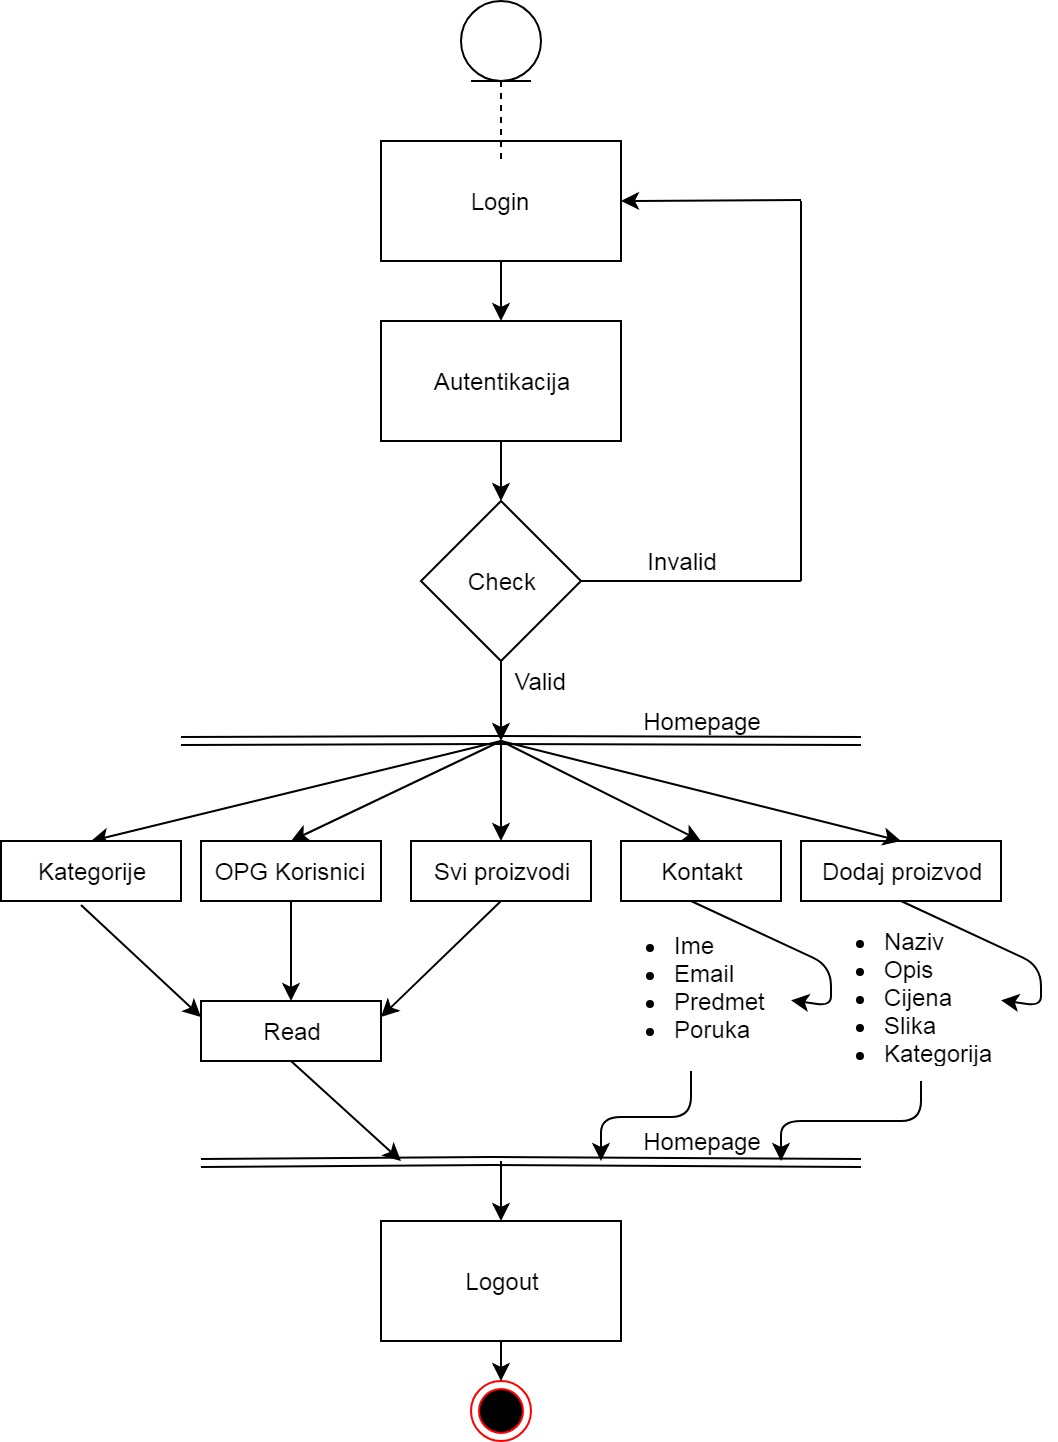 Login
Autentikacija
Check
Invalid
Valid
Homepage
Kategorije
OPG Korisnici
Svi proizvodi
Kontakt
Dodaj proizvod
Ime
Email
Predmet
Poruka
Naziv
Opis
Cijena
Slika
Kategorija
Read
Homepage
Logout